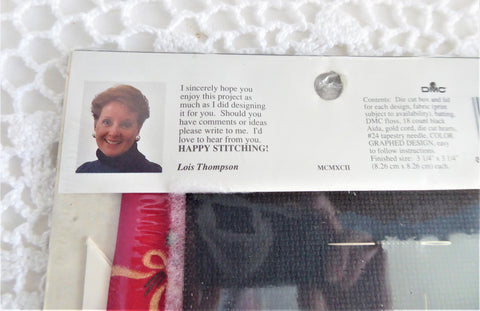 I sincerely hope you
enjoy this project as
much as I did designing
it for you. Should you
have comments or ideas
please write to me. I'd
love to hear from you.
HAPPY STITCHING!
Lois Thompson
MCMXCII
DMC
Contents: Die cut box and lid
for each design, fabric (print
subject to availability), batting,
DMC floss, 18 count black
Aida, gold cord, die cut hearts,
#24 tapestry needle, COLOR
GRAPHED DESIGN, easy
to follow instructions.
Finished size: 3 1/4" x 3 1/4"
(8.26 cm x 8.26 cm) each.